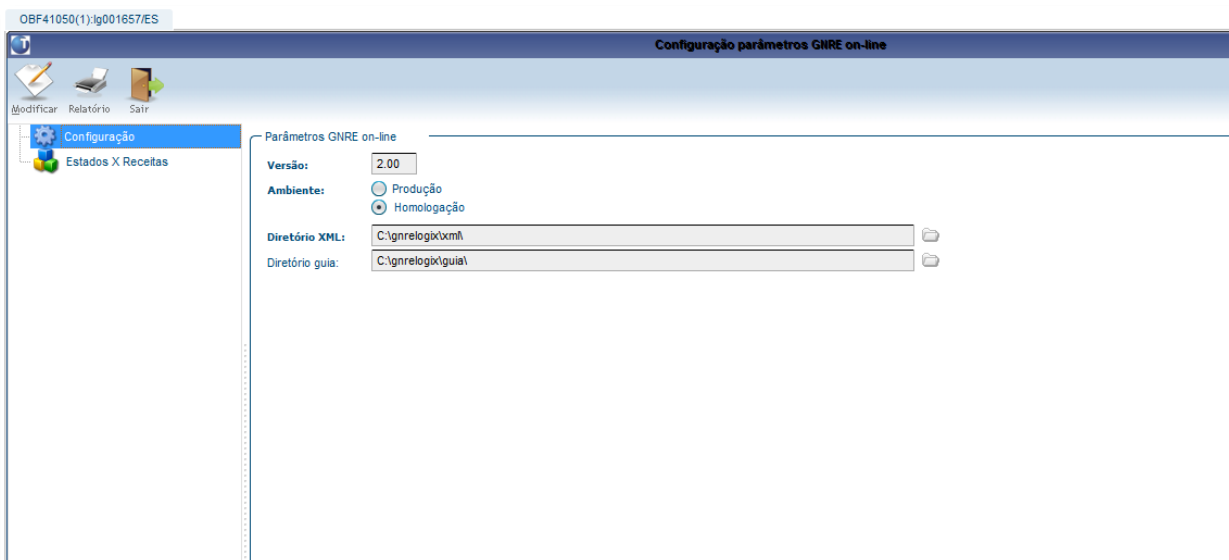 OBF41050(1):lg001657/ES
Configuração parâmetros GNRE on-line
Modificar Relatório Sair
Configuração
Estados X Receitas
Parâmetros GNRE on-line
Versão: 2.00
Ambiente: Produção
Homologação
Diretório XML: C:\gnrelogix\xml\
Diretório guia: C:\gnrelogix\guia\